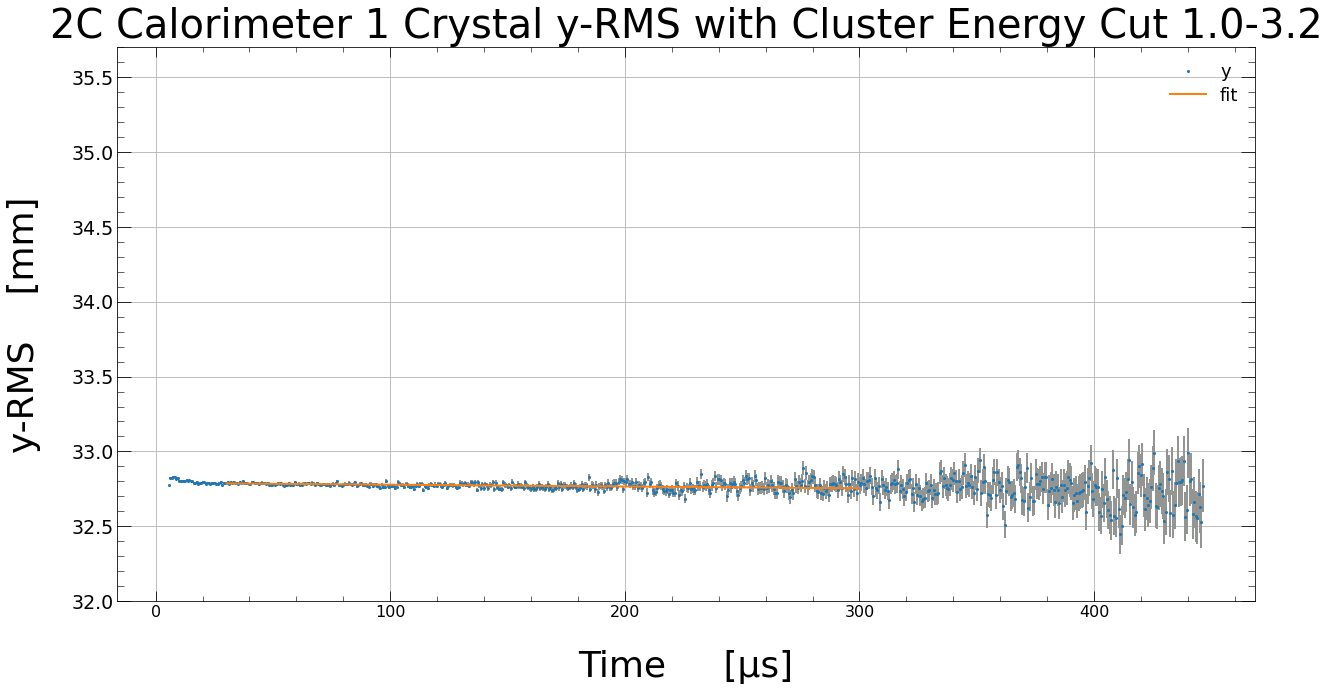 2C Calorimeter 1 Crystal y-RMS with Cluster Energy Cut 1.0-3.2
y
fit
35.5
35.0
34.5
34.0
33.5
33.0
32.5
32.0
y-RMS [mm]
0 100 200 300 400
Time [µs]